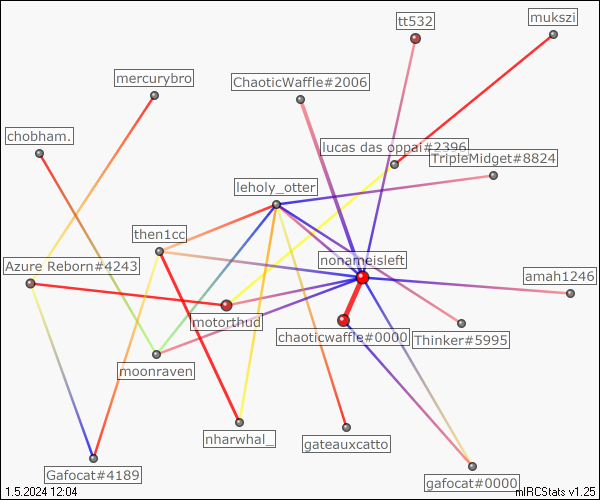 tt532
mukszi
mercurybro
ChaoticWaffle#2006
chobham.
lucas das oppai#2396
TripleMidget#8824
leholy_otter
then1cc
nonameisleft
Azure Reborn#4243
amah1246
motorthud
chaoticwaffle#0000
Thinker#5995
moonraven
nharwhal_
gateauxcatto
Gafocat#4189
gafocat#0000
1.5.2024 12:04
mIRCStats v1.25